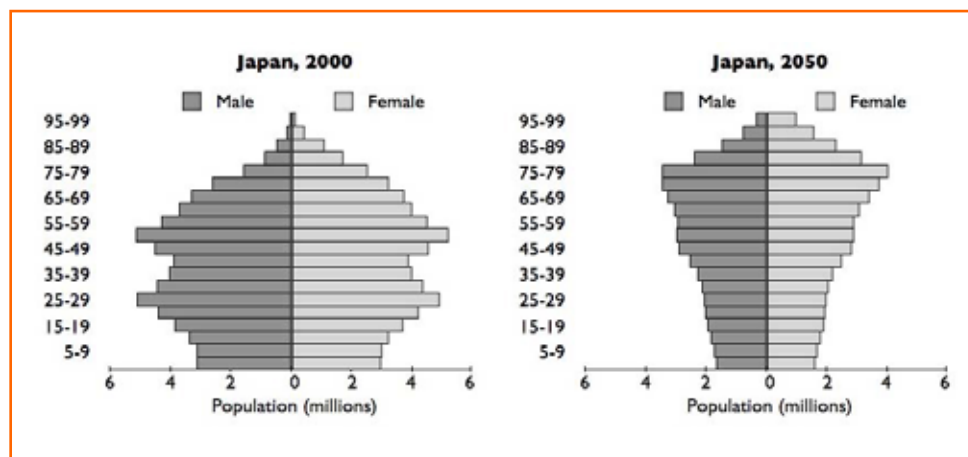 Japan, 2000
Male Female
95-99
85-89
75-79
65-69
55-59
45-49
35-39
25-29
15-19
5-9
6 4 2 0 2 4 6
Population (millions)
Japan, 2050
Male Female
95-99
85-89
75-79
65-69
55-59
45-49
35-39
25-29
15-19
5-9
6 4 2 0 2 4 6
Population (millions)